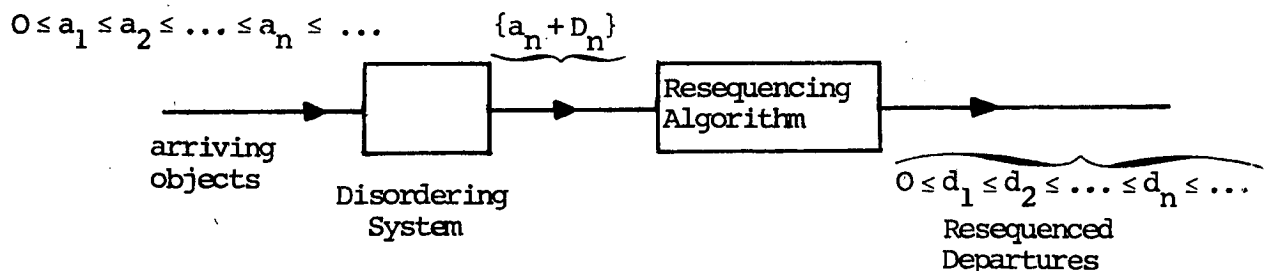 0 ≤ a₁ ≤ a₂ ≤ ... ≤ aₙ ≤ ...
{aₙ + Dₙ}
Resequencing
Algorithm
arriving
objects
Disordering
System
0 ≤ d₁ ≤ d₂ ≤ ... ≤ dₙ ≤ ...
Resequenced
Departures